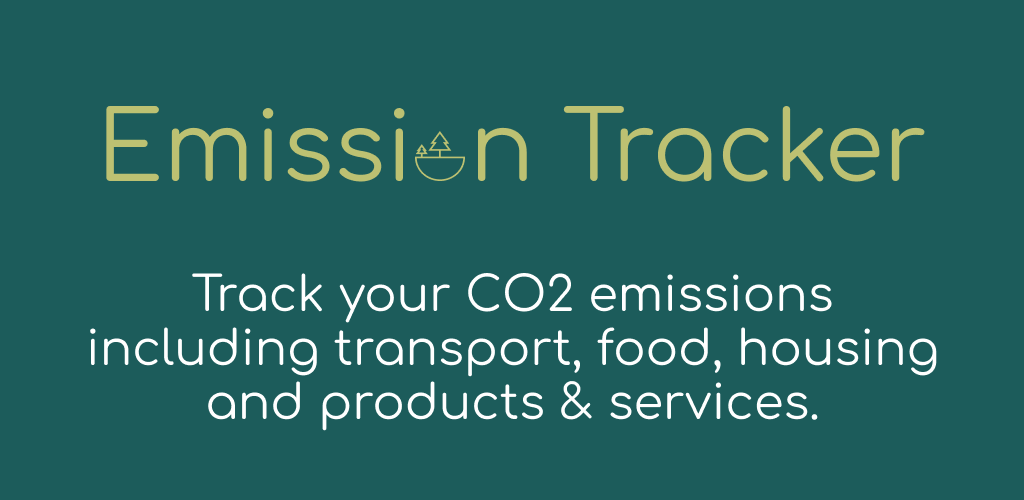 Emission Tracker
Track your CO2 emissions
including transport, food, housing
and products & services.